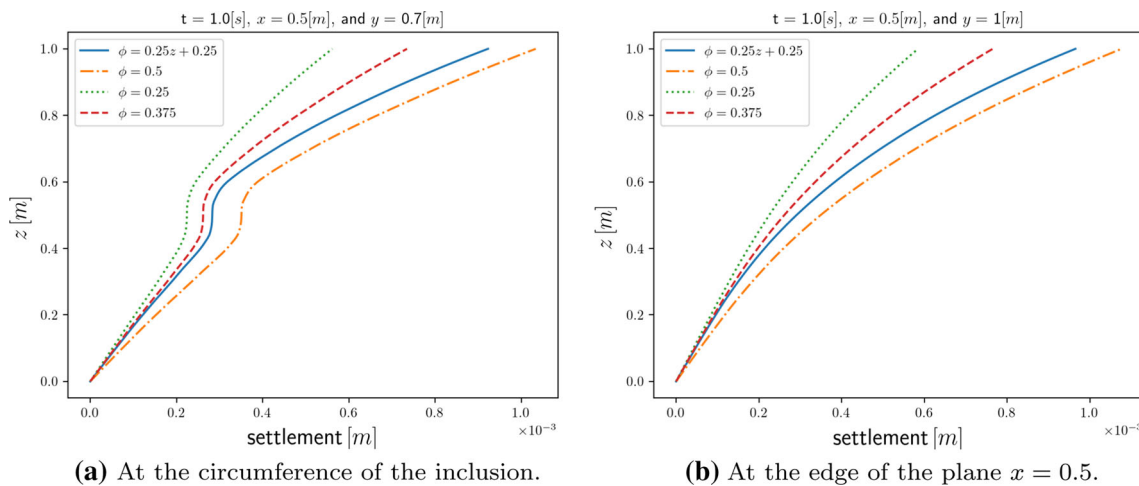 t = 1.0[s], x = 0.5[m], and y = 0.7[m]
ϕ = 0.25z + 0.25
ϕ = 0.5
ϕ = 0.25
ϕ = 0.375
1.0
0.8
0.6
0.4
0.2
0.0
z [m]
0.0 0.2 0.4 0.6 0.8 1.0
×10⁻³
settlement [m]
(a) At the circumference of the inclusion.
t = 1.0[s], x = 0.5[m], and y = 1[m]
ϕ = 0.25z + 0.25
ϕ = 0.5
ϕ = 0.25
ϕ = 0.375
1.0
0.8
0.6
0.4
0.2
0.0
z [m]
0.0 0.2 0.4 0.6 0.8 1.0
×10⁻³
settlement [m]
(b) At the edge of the plane x = 0.5.